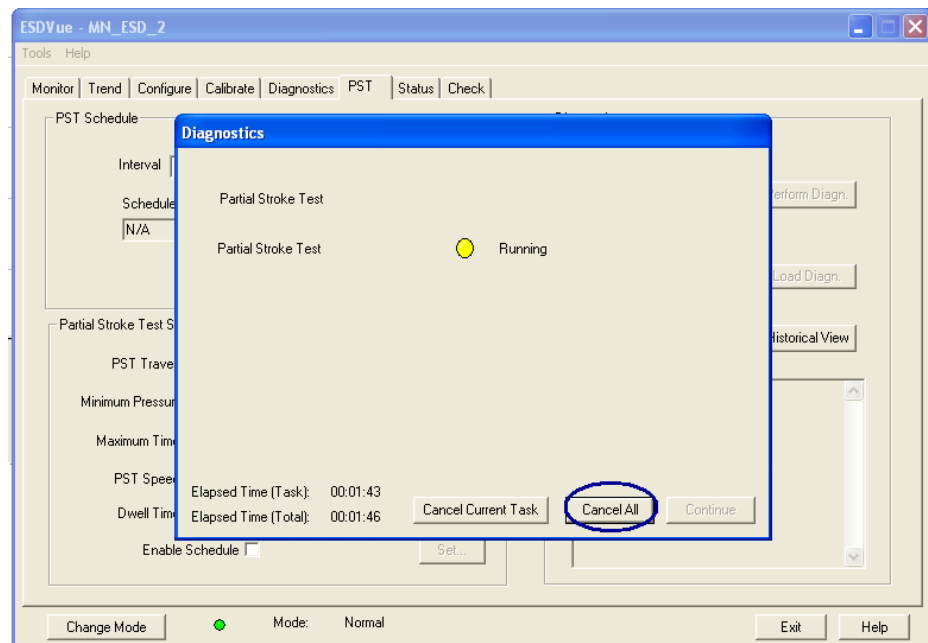 ESDVue - MN_ESD_2
Tools Help
Monitor Trend Configure Calibrate Diagnostics PST Status Check
PST Schedule
Diagnostics
Interval
Schedule
N/A
Partial Stroke Test
Partial Stroke Test Running
Perform Diagn.
Load Diagn.
Historical View
Partial Stroke Test S
PST Trave
Minimum Pressur
Maximum Tim
PST Spee
Dwell Tim
Elapsed Time (Task): 00:01:43
Elapsed Time (Total): 00:01:46
Cancel Current Task Cancel All Continue
Enable Schedule Set...
Change Mode Mode: Normal Exit Help